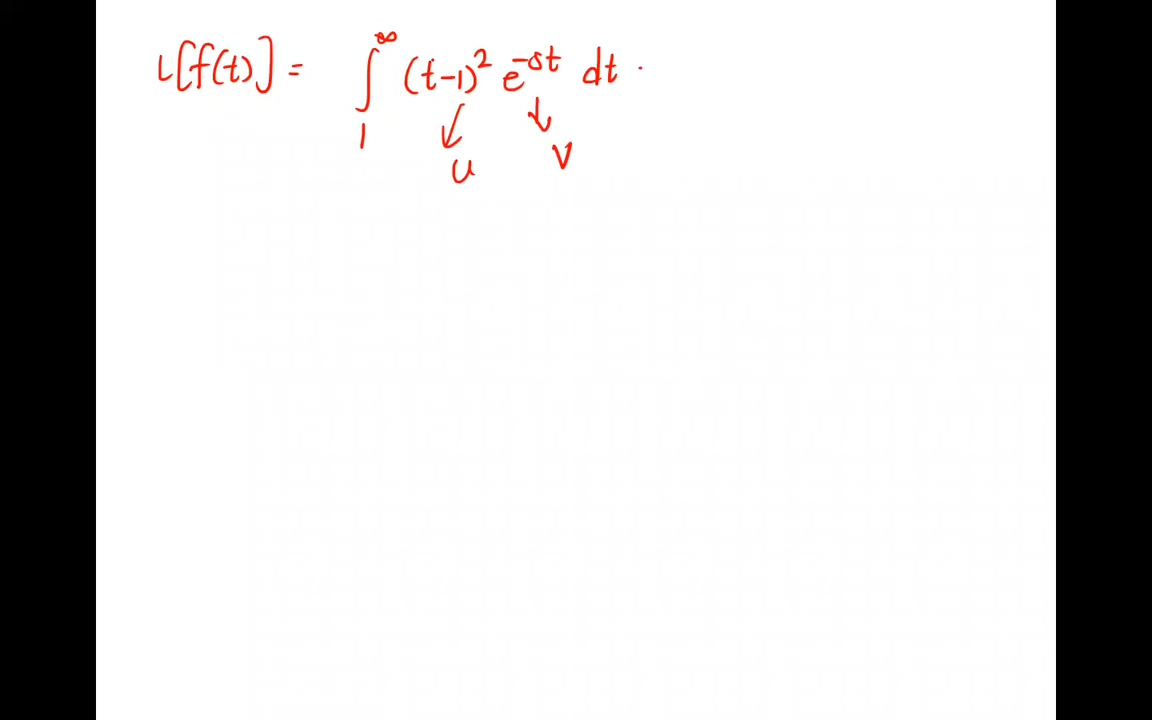 L[f(t)] = ∫₁^∞ (t-1)² e^{-st} dt .
u v